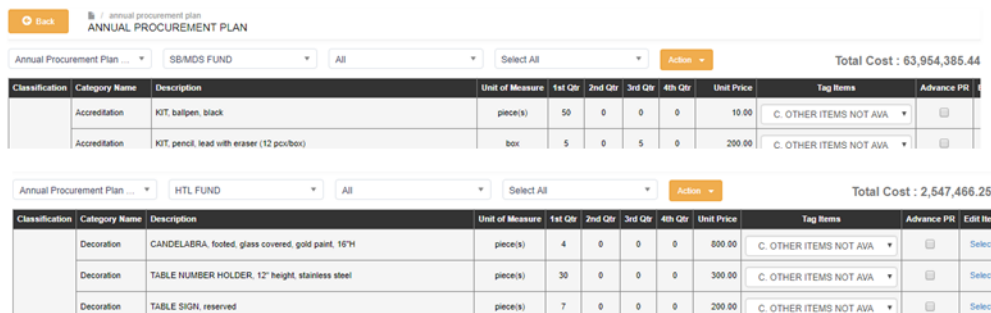 Back
/ annual procurement plan
ANNUAL PROCUREMENT PLAN
Annual Procurement Plan ... SB/MDS FUND All Select All Action Total Cost : 63,954,385.44
Classification Category Name Description Unit of Measure 1st Qtr 2nd Qtr 3rd Qtr 4th Qtr Unit Price Tag Items Advance PR E
Accreditation KIT, ballpen, black piece(s) 50 0 0 0 10.00 C. OTHER ITEMS NOT AVA
Accreditation KIT, pencil, lead with eraser (12 pcx/box) box 5 0 5 0 200.00 C. OTHER ITEMS NOT AVA
Annual Procurement Plan ... HTL FUND All Select All Action Total Cost : 2,547,466.25
Classification Category Name Description Unit of Measure 1st Qtr 2nd Qtr 3rd Qtr 4th Qtr Unit Price Tag Items Advance PR Edit Ite
Decoration CANDELABRA, footed, glass covered, gold paint, 16"H piece(s) 4 0 0 0 800.00 C. OTHER ITEMS NOT AVA Selec
Decoration TABLE NUMBER HOLDER, 12" height, stainless steel piece(s) 30 0 0 0 300.00 C. OTHER ITEMS NOT AVA Selec
Decoration TABLE SIGN, reserved piece(s) 7 0 0 0 200.00 C. OTHER ITEMS NOT AVA Selec